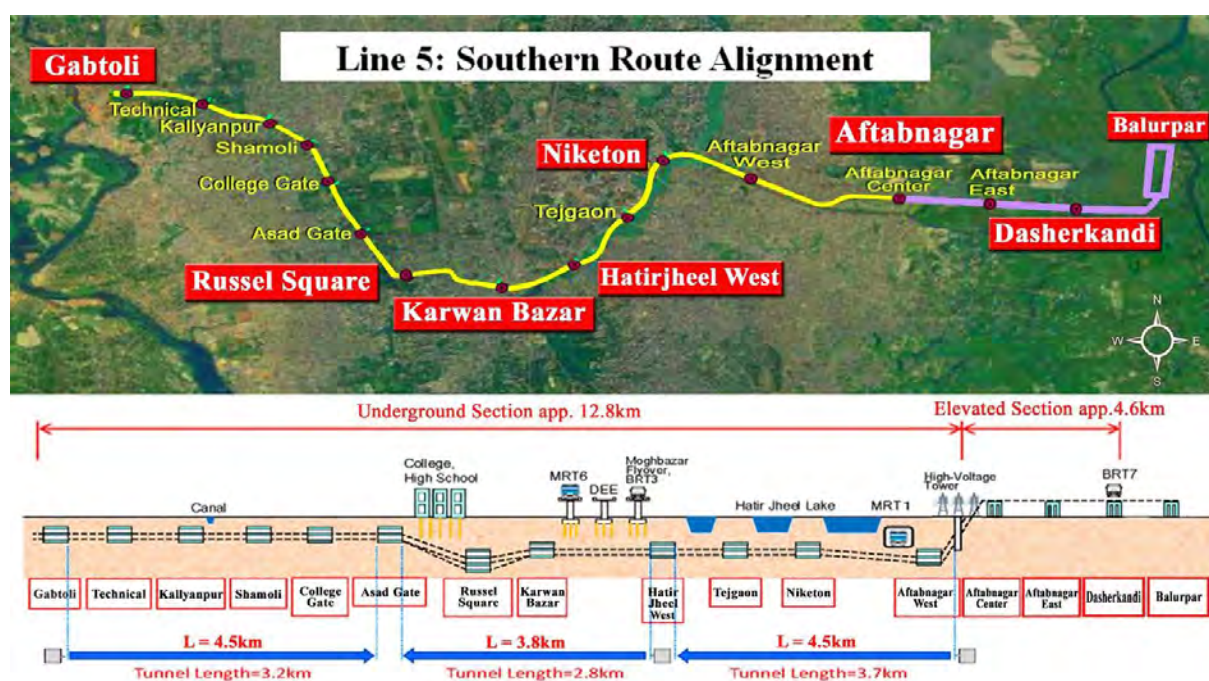 Line 5: Southern Route Alignment
Gabtoli
Technical
Kallyanpur
Shamoli
College Gate
Asad Gate
Russel Square
Karwan Bazar
Hatirjheel West
Tejgaon
Niketon
Aftabnagar
West
Aftabnagar
Aftabnagar
Center
Aftabnagar
East
Dasherkandi
Balurpar
N
W
E
S
Underground Section app. 12.8km
Elevated Section app.4.6km
College,
High School
MRT6
DEE
Moghbazar
Flyover,
BRT3
High-Voltage
Tower
BRT7
Canal
Hatir Jheel Lake
MRT1
Gabtoli
Technical
Kallyanpur
Shamoli
College
Gate
Asad Gate
Russel
Square
Karwan
Bazar
Hatir
Jheel
West
Tejgaon
Niketon
Aftabnagar
West
Aftabnagar
Center
Aftabnagar
East
Dasherkandi
Balurpar
L = 4.5km
L = 3.8km
L = 4.5km
Tunnel Length=3.2km
Tunnel Length=2.8km
Tunnel Length=3.7km